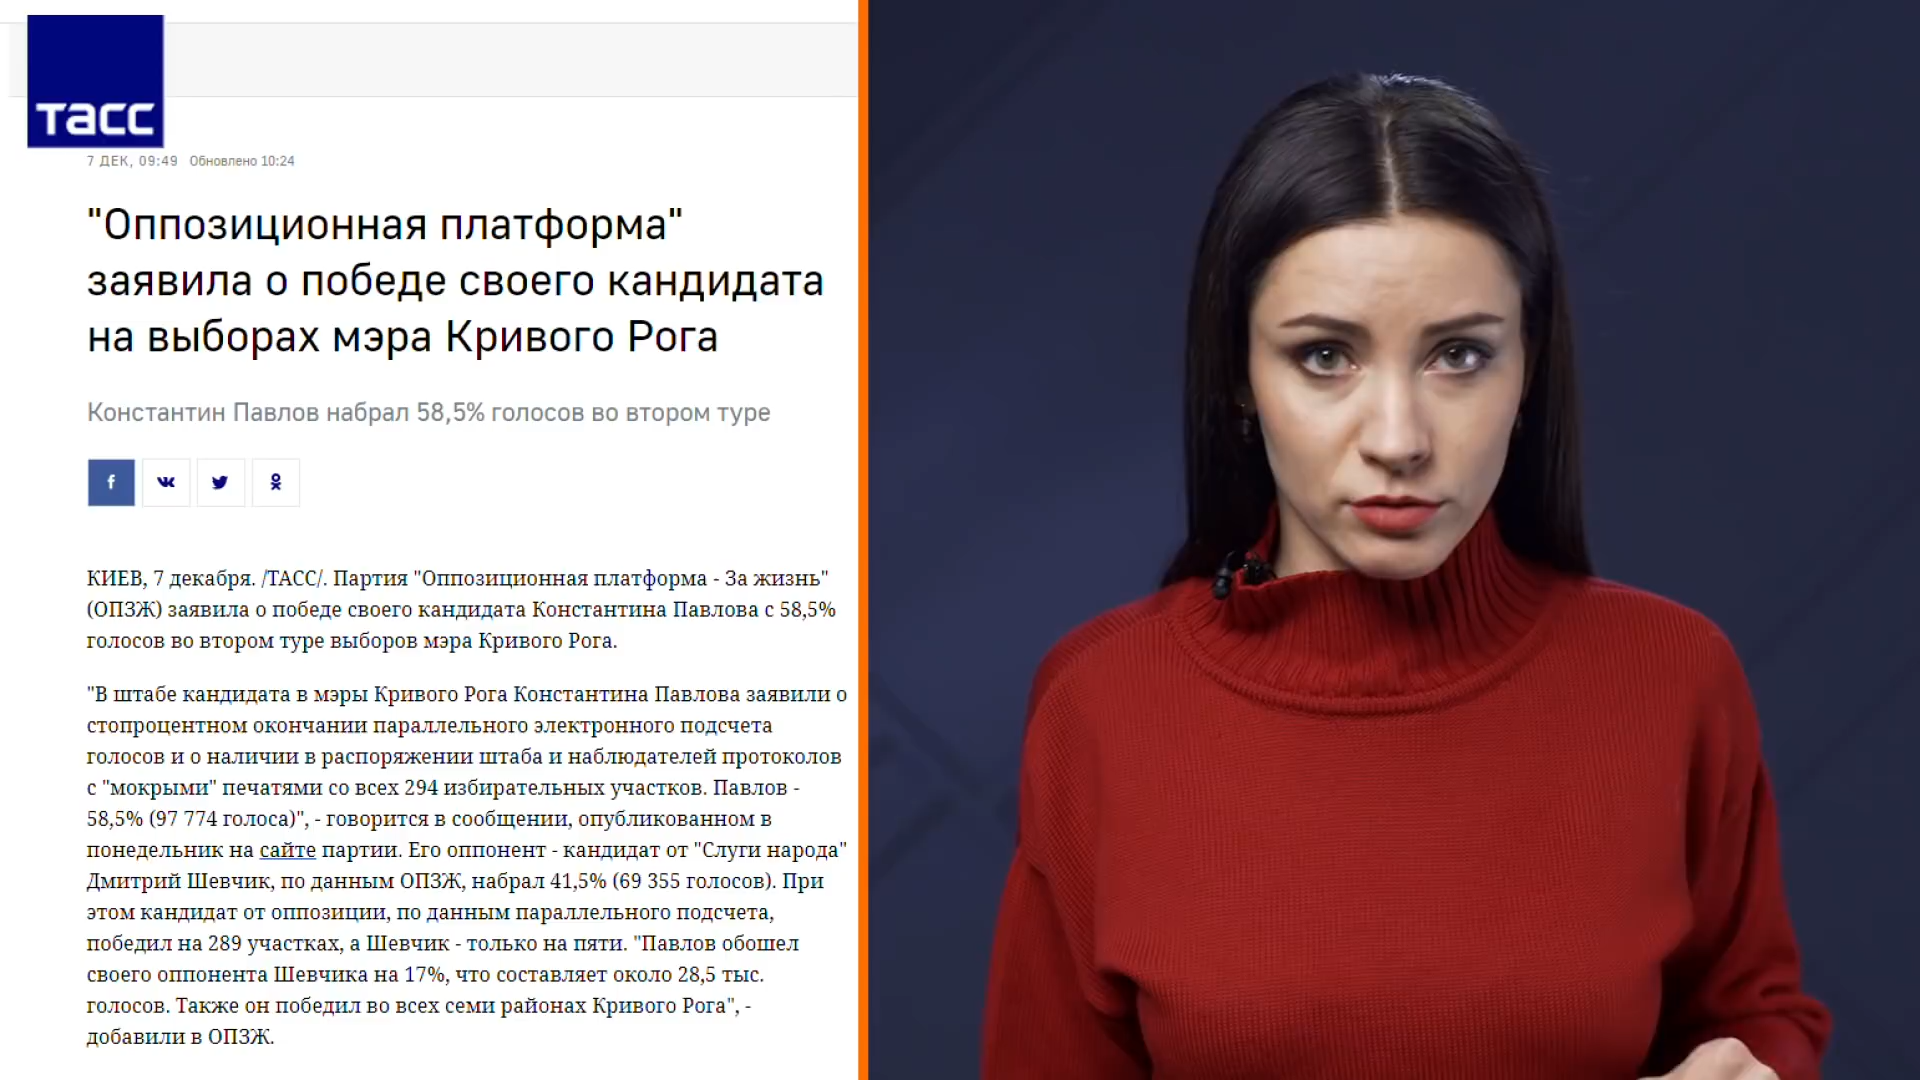 тасс
7 ДЕК, 09:49 Обновлено 10:24
"Оппозиционная платформа"
заявила о победе своего кандидата
на выборах мэра Кривого Рога
Константин Павлов набрал 58,5% голосов во втором туре
КИЕВ, 7 декабря. /ТАСС/. Партия "Оппозиционная платформа - За жизнь"
(ОПЗЖ) заявила о победе своего кандидата Константина Павлова с 58,5%
голосов во втором туре выборов мэра Кривого Рога.
"В штабе кандидата в мэры Кривого Рога Константина Павлова заявили о
стопроцентном окончании параллельного электронного подсчета
голосов и о наличии в распоряжении штаба и наблюдателей протоколов
с "мокрыми" печатями со всех 294 избирательных участков. Павлов -
58,5% (97 774 голоса)", - говорится в сообщении, опубликованном в
понедельник на сайте партии. Его оппонент - кандидат от "Слуги народа"
Дмитрий Шевчик, по данным ОПЗЖ, набрал 41,5% (69 355 голосов). При
этом кандидат от оппозиции, по данным параллельного подсчета,
победил на 289 участках, а Шевчик - только на пяти. "Павлов обошел
своего оппонента Шевчика на 17%, что составляет около 28,5 тыс.
голосов. Также он победил во всех семи районах Кривого Рога", -
добавили в ОПЗЖ.